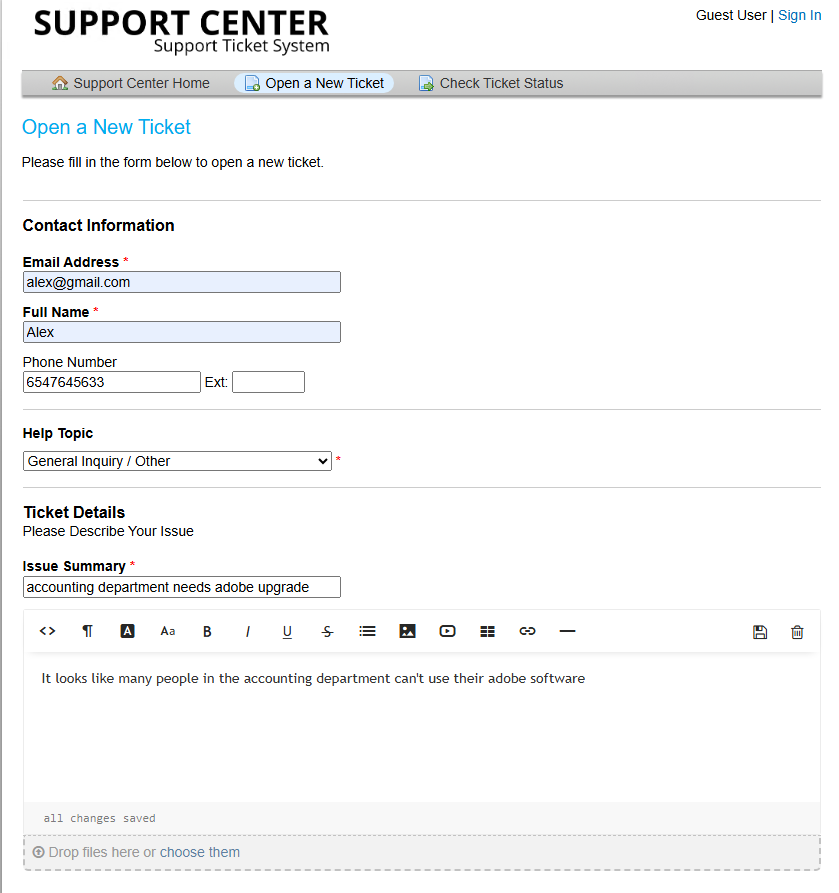 SUPPORT CENTER
Support Ticket System
Guest User | Sign In
Support Center Home Open a New Ticket Check Ticket Status
Open a New Ticket
Please fill in the form below to open a new ticket.
Contact Information
Email Address *
alex@gmail.com
Full Name *
Alex
Phone Number
6547645633 Ext:
Help Topic
General Inquiry / Other *
Ticket Details
Please Describe Your Issue
Issue Summary *
accounting department needs adobe upgrade
<> ¶ A Aa B I U S
It looks like many people in the accounting department can't use their adobe software
all changes saved
Drop files here or choose them